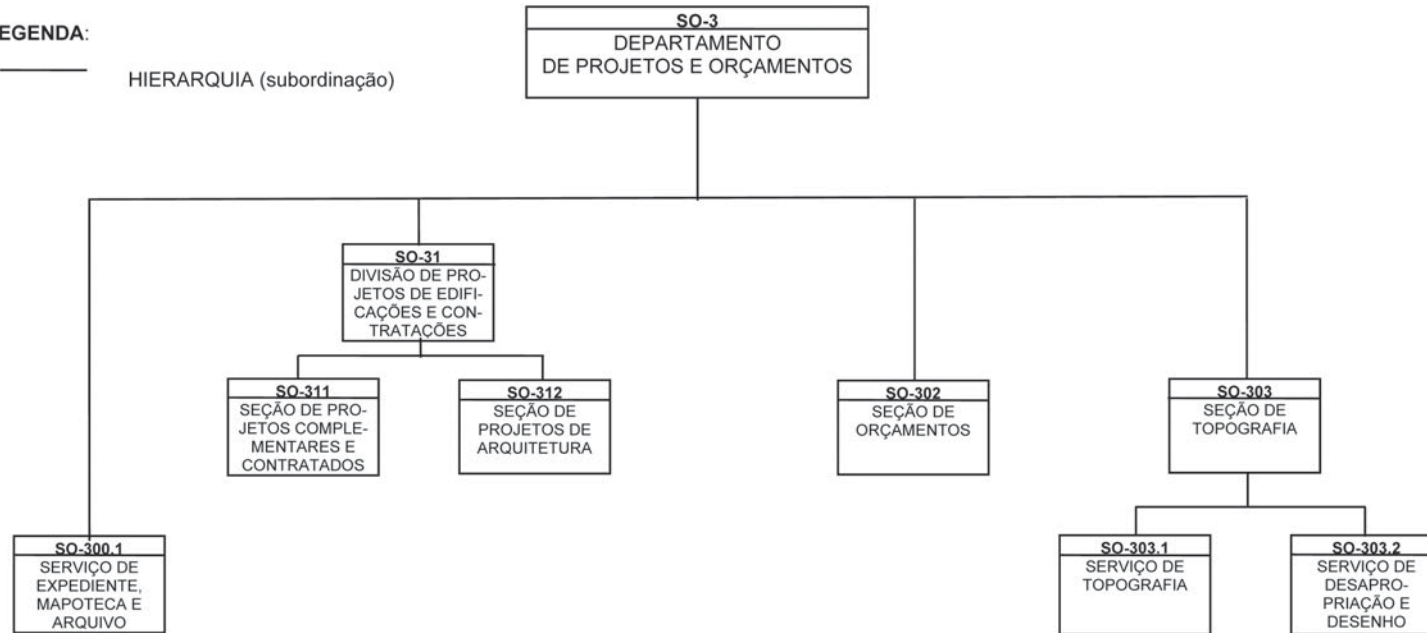 EGENDA:
HIERARQUIA (subordinação)
SO-3
DEPARTAMENTO
DE PROJETOS E ORÇAMENTOS
SO-31
DIVISÃO DE PRO-
JETOS DE EDIFI-
CAÇÕES E CON-
TRATAÇÕES
SO-311
SEÇÃO DE PRO-
JETOS COMPLE-
MENTARES E
CONTRATADOS
SO-312
SEÇÃO DE
PROJETOS DE
ARQUITETURA
SO-302
SEÇÃO DE
ORÇAMENTOS
SO-303
SEÇÃO DE
TOPOGRAFIA
SO-300.1
SERVIÇO DE
EXPEDIENTE,
MAPOTECA E
ARQUIVO
SO-303.1
SERVIÇO DE
TOPOGRAFIA
SO-303.2
SERVIÇO DE
DESAPRO-
PRIAÇÃO E
DESENHO